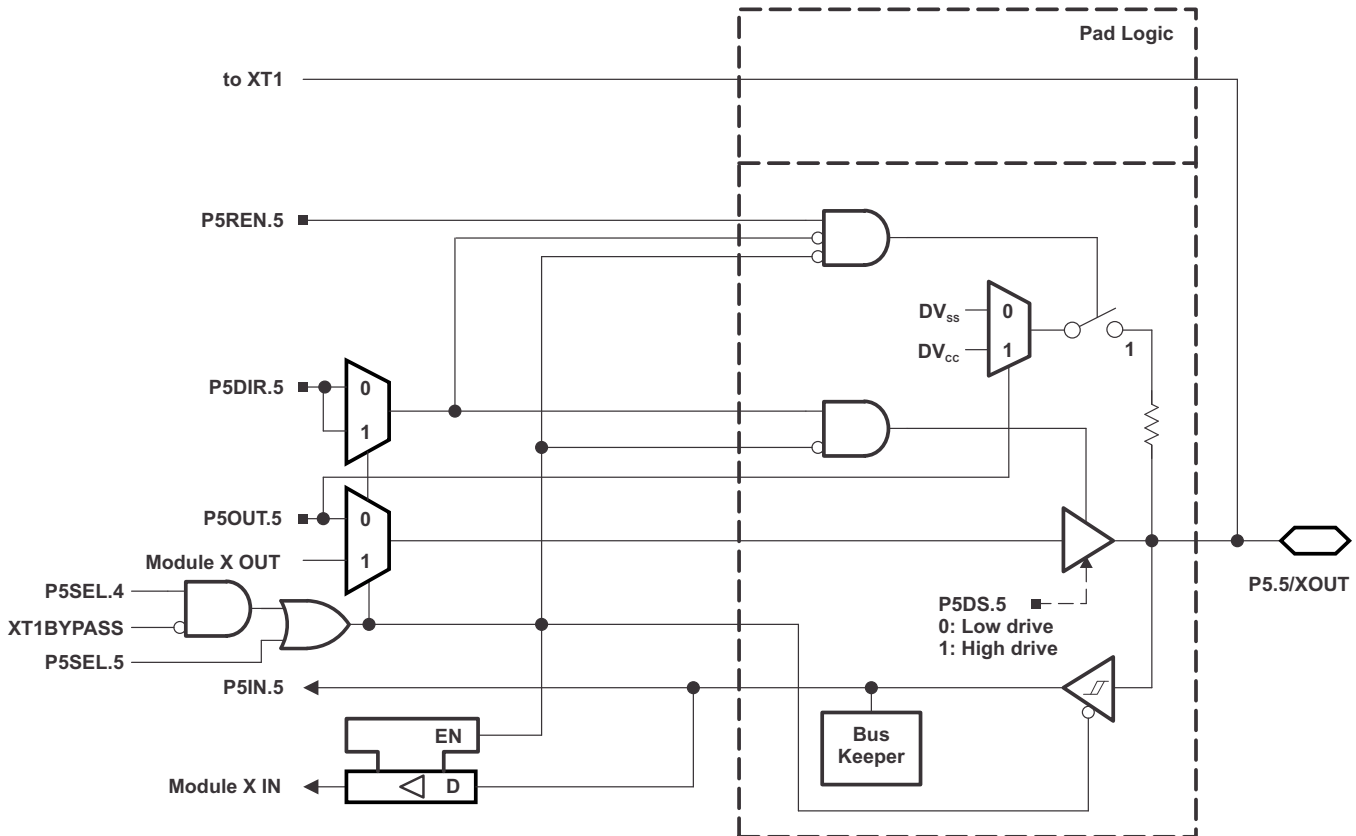 Pad Logic
to XT1
P5REN.5
DVss
0
DVcc
1
1
P5DIR.5
0
1
P5OUT.5
0
Module X OUT
1
P5SEL.4
XT1BYPASS
P5SEL.5
P5.5/XOUT
P5DS.5
0: Low drive
1: High drive
P5IN.5
EN
Bus
Keeper
Module X IN
D